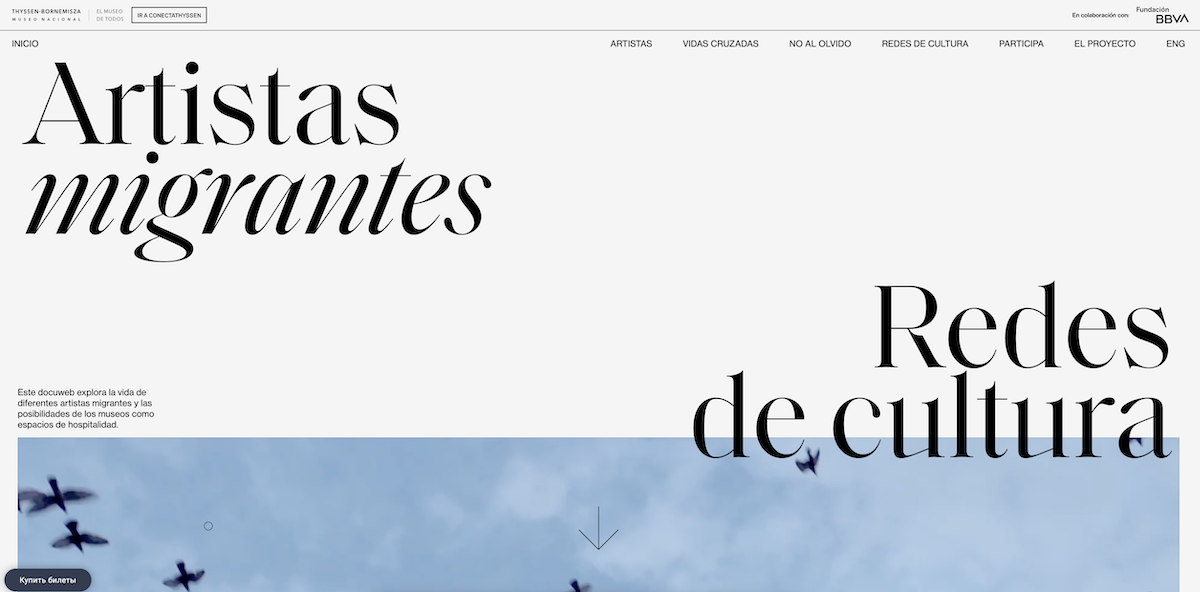 THYSSEN-BORNEMISZA
MUSEO NACIONAL
EL MUSEO
DE TODOS
IR A CONECTATHYSSEN
En colaboración con:
Fundación
BBVA
INICIO
ARTISTAS
VIDAS CRUZADAS
NO AL OLVIDO
REDES DE CULTURA
PARTICIPA
EL PROYECTO
ENG
Artistas
migrantes
Redes
de cultura
Este docuweb explora la vida de
diferentes artistas migrantes y las
posibilidades de los museos como
espacios de hospitalidad.
Купить билеты